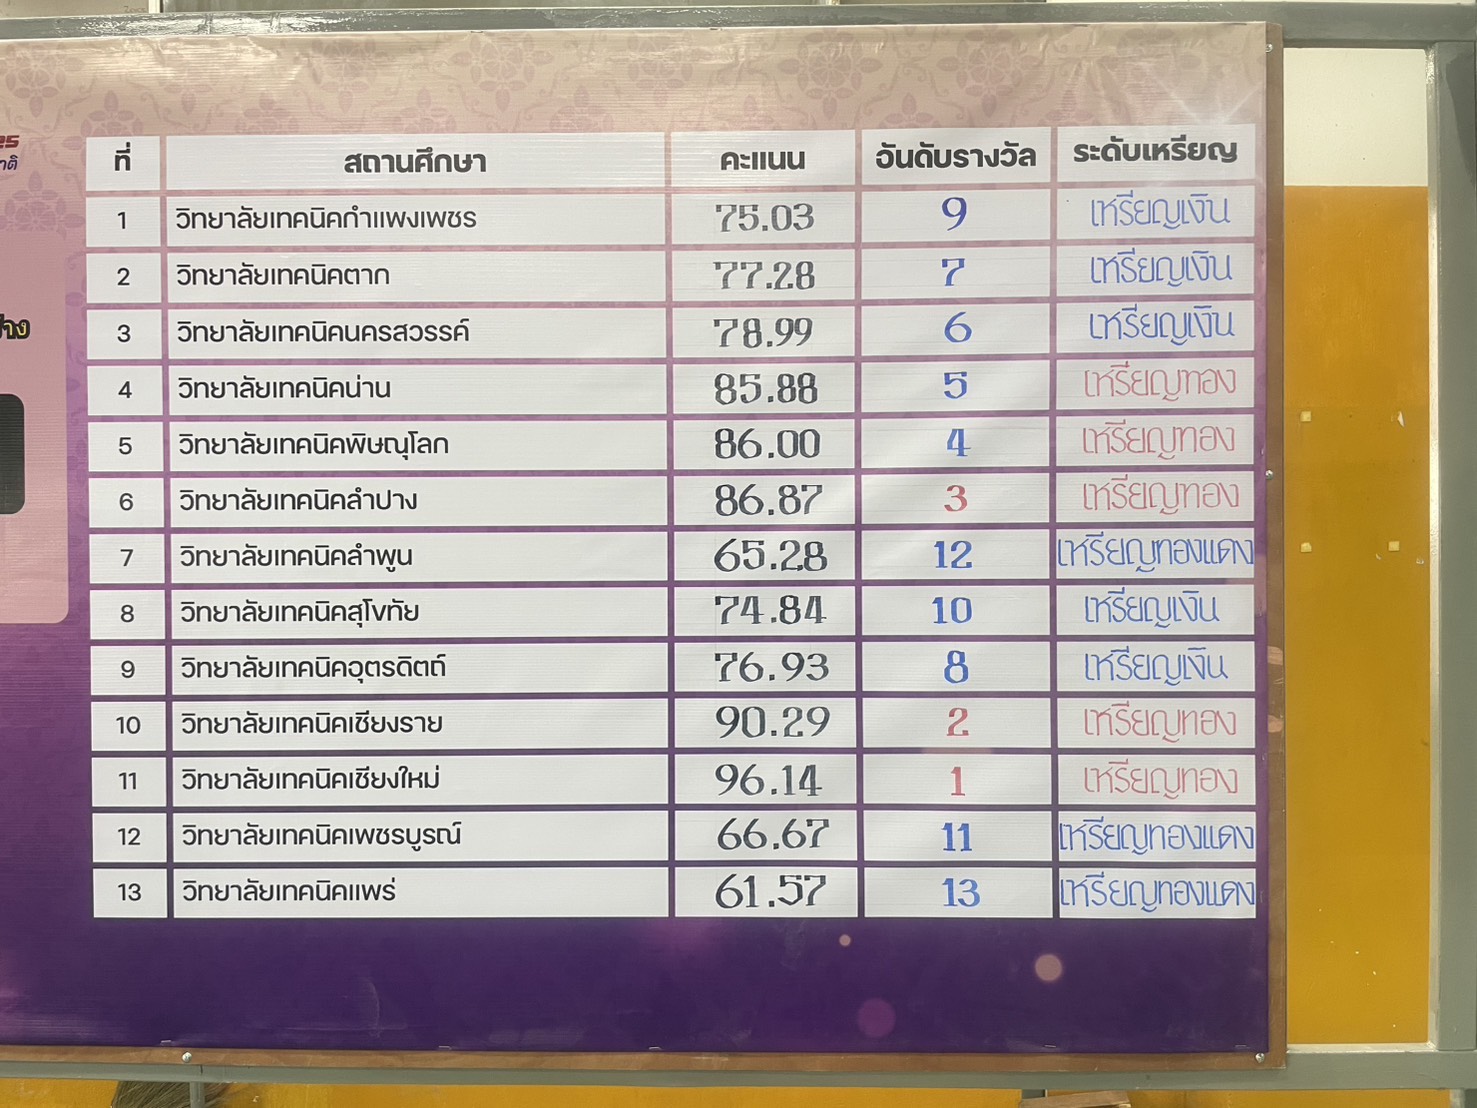 ที่ สถานศึกษา คะแนน อันดับรางวัล ระดับเหรียญ
1 วิทยาลัยเทคนิคกำแพงเพชร 75.03 9 เหรียญเงิน
2 วิทยาลัยเทคนิคตาก 77.28 7 เหรียญเงิน
3 วิทยาลัยเทคนิคนครสวรรค์ 78.99 6 เหรียญเงิน
4 วิทยาลัยเทคนิคน่าน 85.88 5 เหรียญทอง
5 วิทยาลัยเทคนิคพิษณุโลก 86.00 4 เหรียญทอง
6 วิทยาลัยเทคนิคลำปาง 86.87 3 เหรียญทอง
7 วิทยาลัยเทคนิคลำพูน 65.28 12 เหรียญทองแดง
8 วิทยาลัยเทคนิคสุโขทัย 74.84 10 เหรียญเงิน
9 วิทยาลัยเทคนิคอุตรดิตถ์ 76.93 8 เหรียญเงิน
10 วิทยาลัยเทคนิคเชียงราย 90.29 2 เหรียญทอง
11 วิทยาลัยเทคนิคเชียงใหม่ 96.14 1 เหรียญทอง
12 วิทยาลัยเทคนิคเพชรบูรณ์ 66.67 11 เหรียญทองแดง
13 วิทยาลัยเทคนิคแพร่ 61.57 13 เหรียญทองแดง